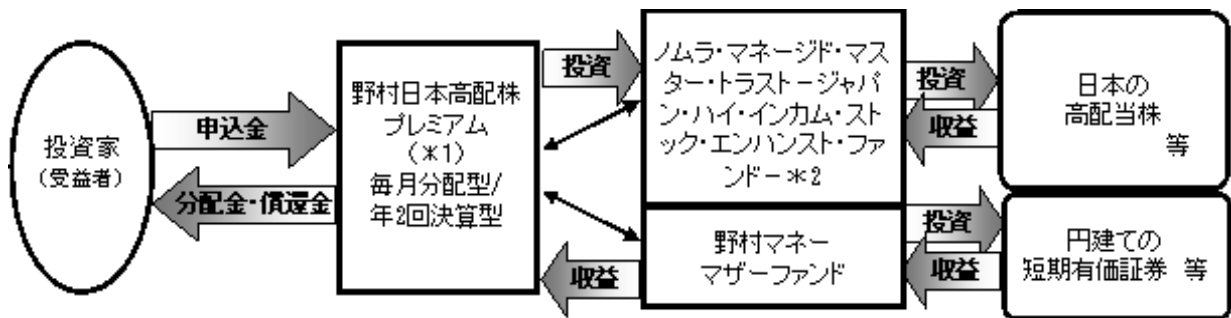 投資家
(受益者)
申込金
分配金・償還金
野村日本高配株
プレミアム
(＊1)
毎月分配型/
年2回決算型
投資
収益
ノムラ・マネージド・マス
ター・トラストージャパ
ン・ハイ・インカム・スト
ック・エンハンスト・ファ
ンドー＊2
野村マネー
マザーファンド
投資
収益
投資
収益
日本の
高配当株
等
円建ての
短期有価証券 等